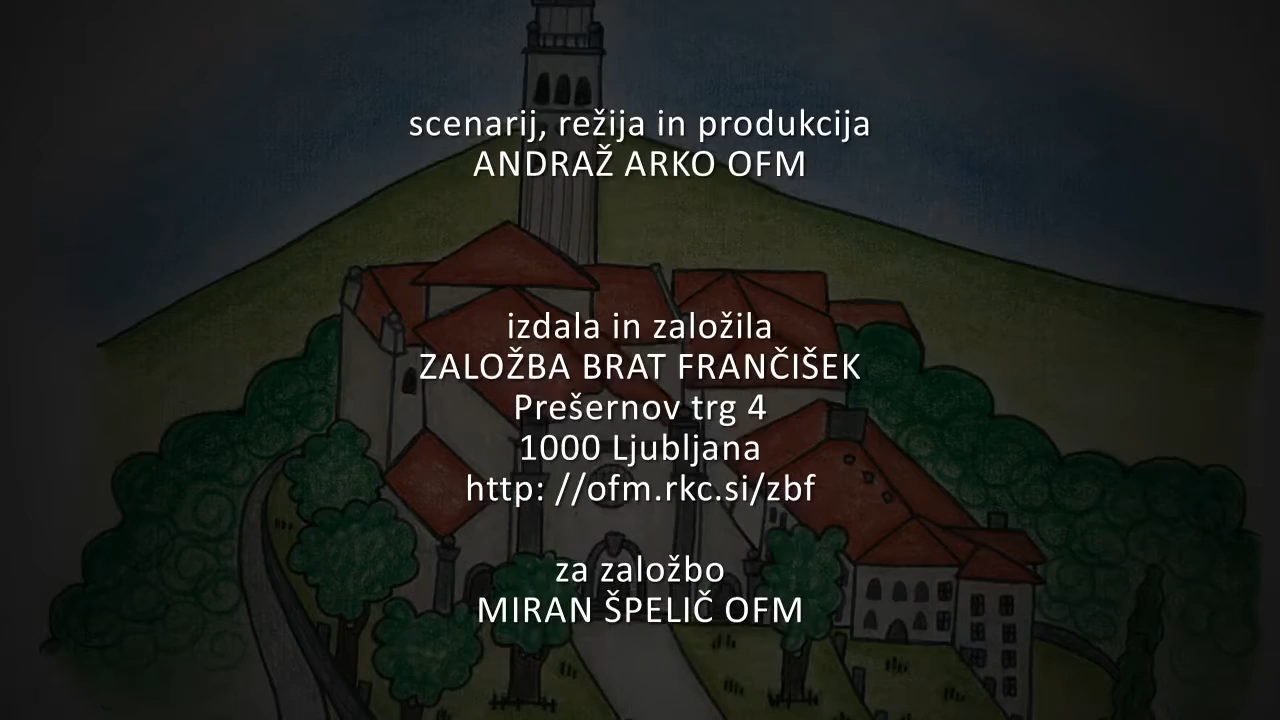 scenarij, režija in produkcija
ANDRAŽ ARKO OFM
izdala in založila
ZALOŽBA BRAT FRANČIŠEK
Prešernov trg 4
1000 Ljubljana
http: //ofm.rkc.si/zbf
za založbo
MIRAN ŠPELIČ OFM